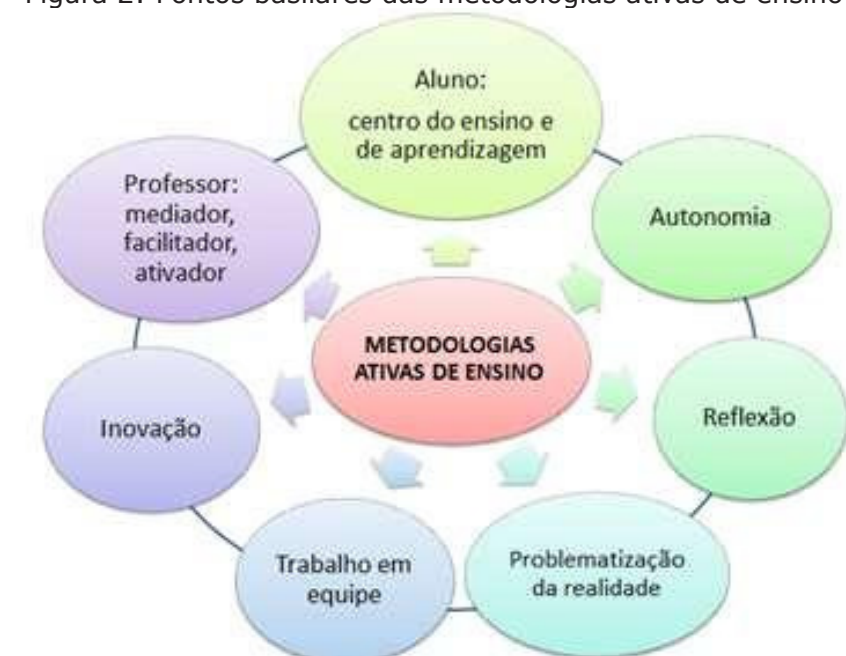 Figura 2: Pontos basilares das metodologias ativas de ensino
Aluno:
centro do ensino e
de aprendizagem
Professor:
mediador,
facilitador,
ativador
Autonomia
METODOLOGIAS
ATIVAS DE ENSINO
Reflexão
Inovação
Trabalho em
equipe
Problematização
da realidade